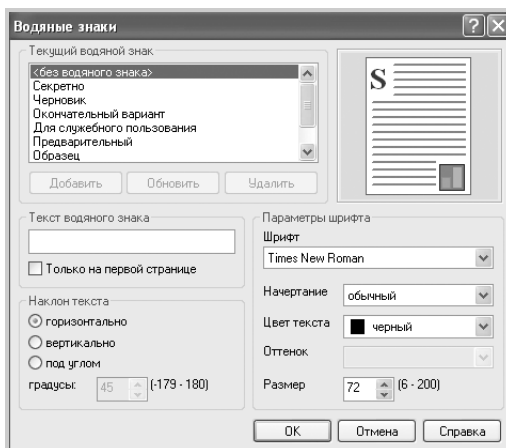 Водяные знаки
Текущий водяной знак
<без водяного знака>
Секретно
Черновик
Окончательный вариант
Для служебного пользования
Предварительный
Образец
Добавить Обновить Удалить
S
Текст водяного знака
Только на первой странице
Наклон текста
горизонтально
вертикально
под углом
градусы: 45 (-179 - 180)
Параметры шрифта
Шрифт
Times New Roman
Начертание обычный
Цвет текста черный
Оттенок
Размер 72 (6 - 200)
OK Отмена Справка